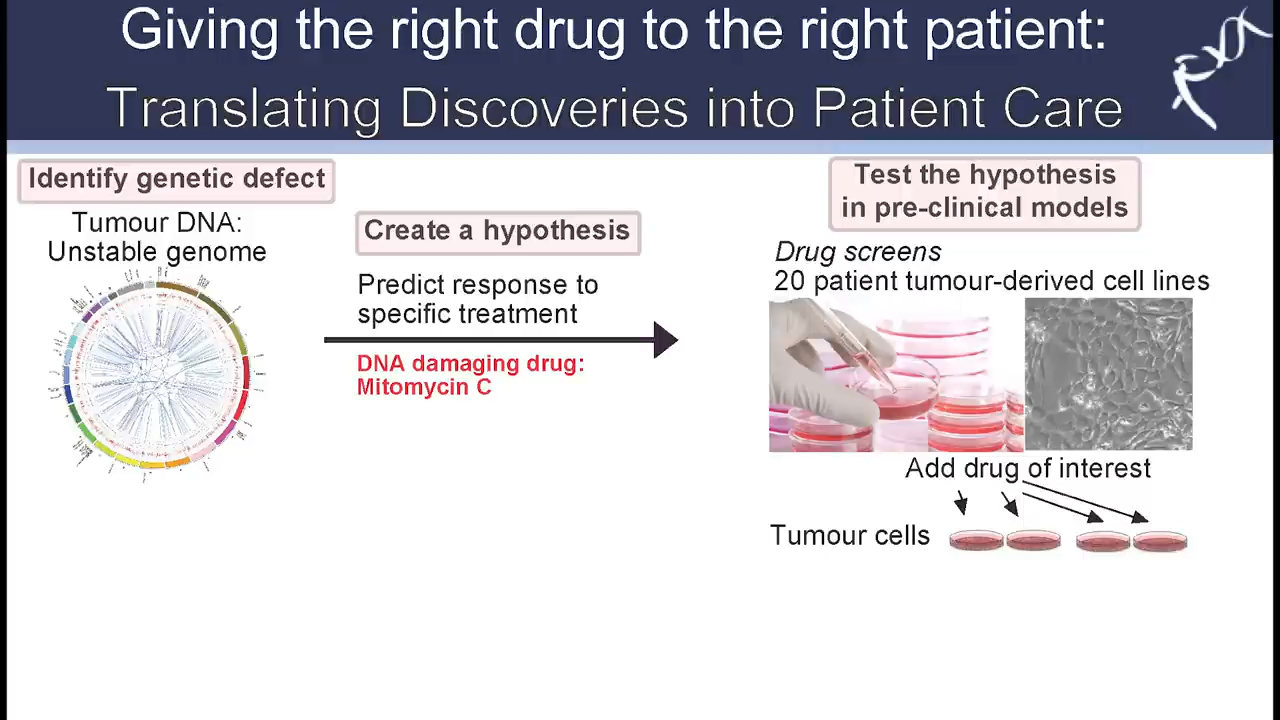 Giving the right drug to the right patient:
Translating Discoveries into Patient Care
Identify genetic defect
Tumour DNA:
Unstable genome
Create a hypothesis
Predict response to
specific treatment
DNA damaging drug:
Mitomycin C
Test the hypothesis
in pre-clinical models
Drug screens
20 patient tumour-derived cell lines
Add drug of interest
Tumour cells